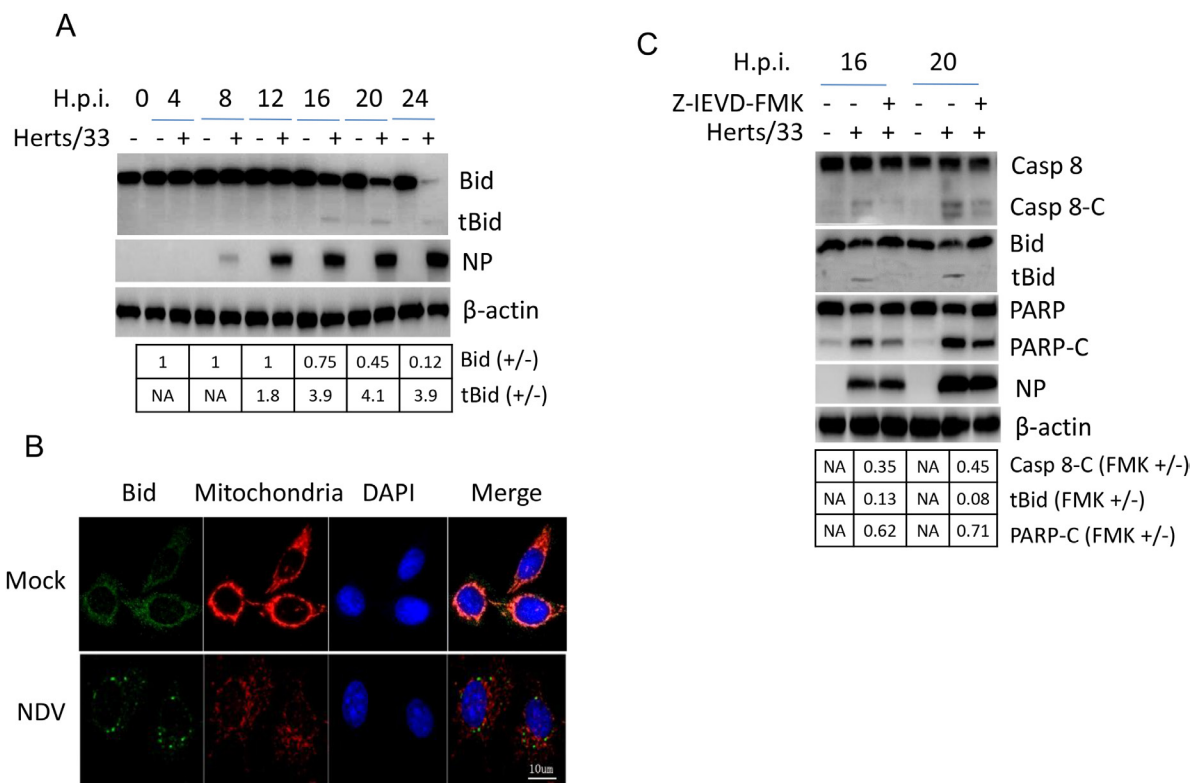 A
H.p.i. 0 4 8 12 16 20 24
Herts/33 - - + - + - + - + - + - +
Bid
tBid
NP
β-actin
1 1 1 0.75 0.45 0.12 Bid (+/-)
NA NA 1.8 3.9 4.1 3.9 tBid (+/-)
B
Bid Mitochondria DAPI Merge
Mock
NDV
10um
C
H.p.i. 16 20
Z-IEVD-FMK - - + - - +
Herts/33 - + + - + +
Casp 8
Casp 8-C
Bid
tBid
PARP
PARP-C
NP
β-actin
NA 0.35 NA 0.45 Casp 8-C (FMK +/-)
NA 0.13 NA 0.08 tBid (FMK +/-)
NA 0.62 NA 0.71 PARP-C (FMK +/-)